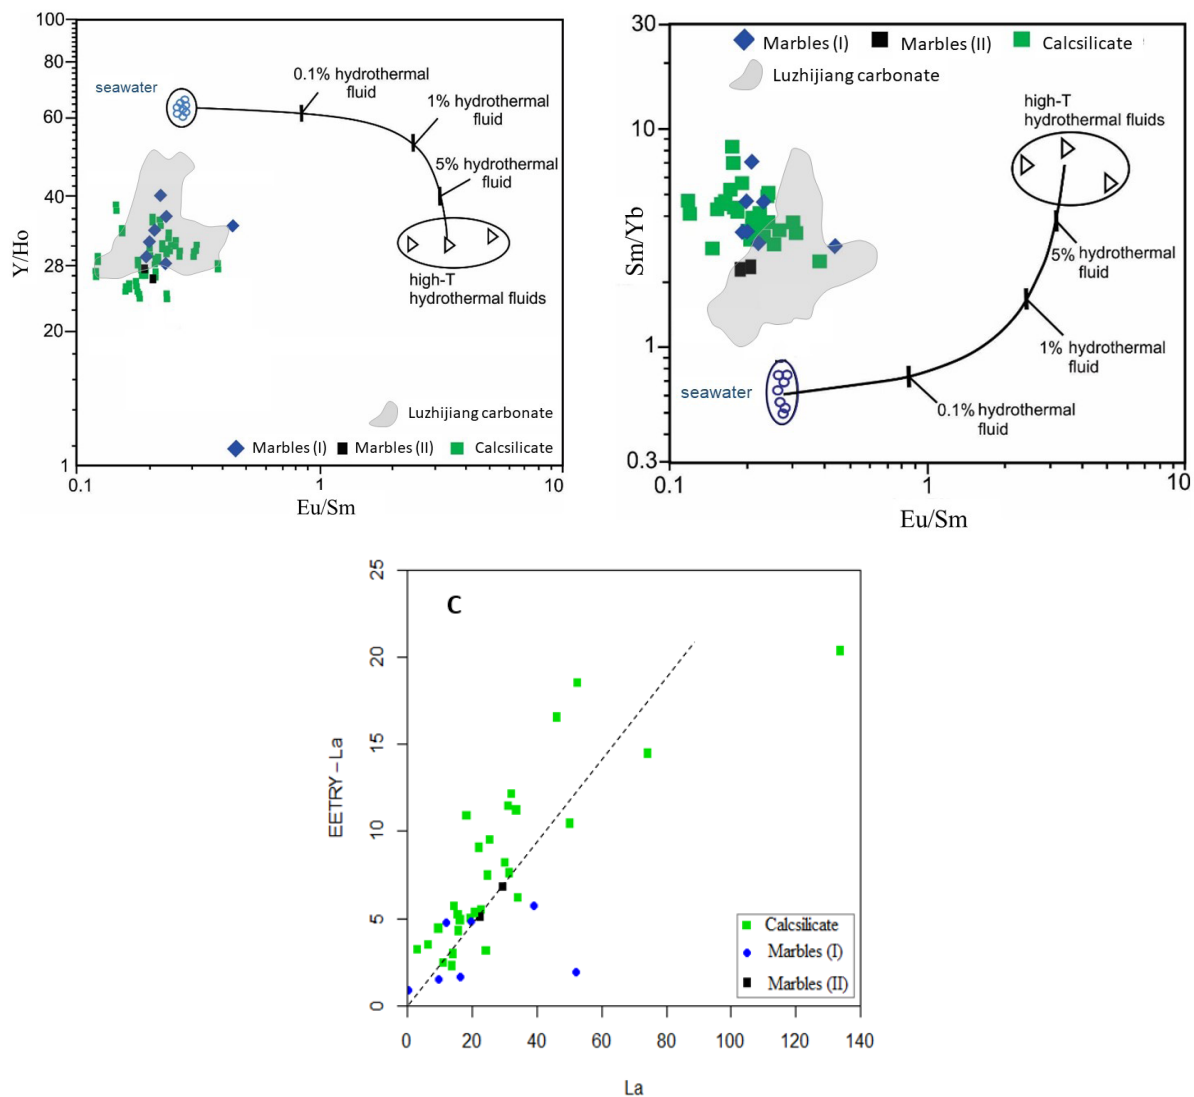 100
80
60
40
28
20
1
Y/Ho
seawater
0.1% hydrothermal
fluid
1% hydrothermal
fluid
5% hydrothermal
fluid
high-T
hydrothermal fluids
Luzhijiang carbonate
Marbles (I)
Marbles (II)
Calcsilicate
0.1
1
10
Eu/Sm
30
10
1
0.3
Sm/Yb
Marbles (I)
Marbles (II)
Calcsilicate
Luzhijiang carbonate
high-T
hydrothermal fluids
5% hydrothermal
fluid
1% hydrothermal
fluid
seawater
0.1% hydrothermal
fluid
0.1
1
10
Eu/Sm
C
25
20
15
10
5
0
EETRY – La
Calcsilicate
Marbles (I)
Marbles (II)
0 20 40 60 80 100 120 140
La